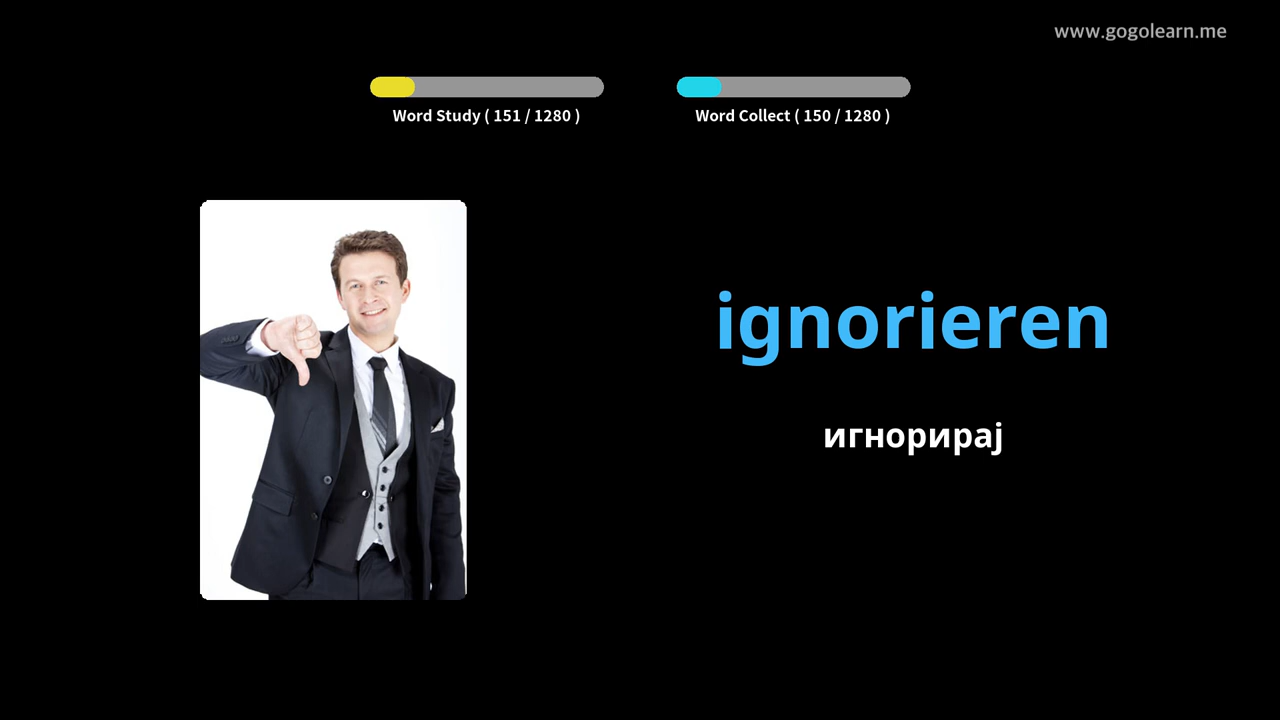 www.gogolearn.me
Word Study ( 151 / 1280 )
Word Collect ( 150 / 1280 )
ignorieren
игнорирај